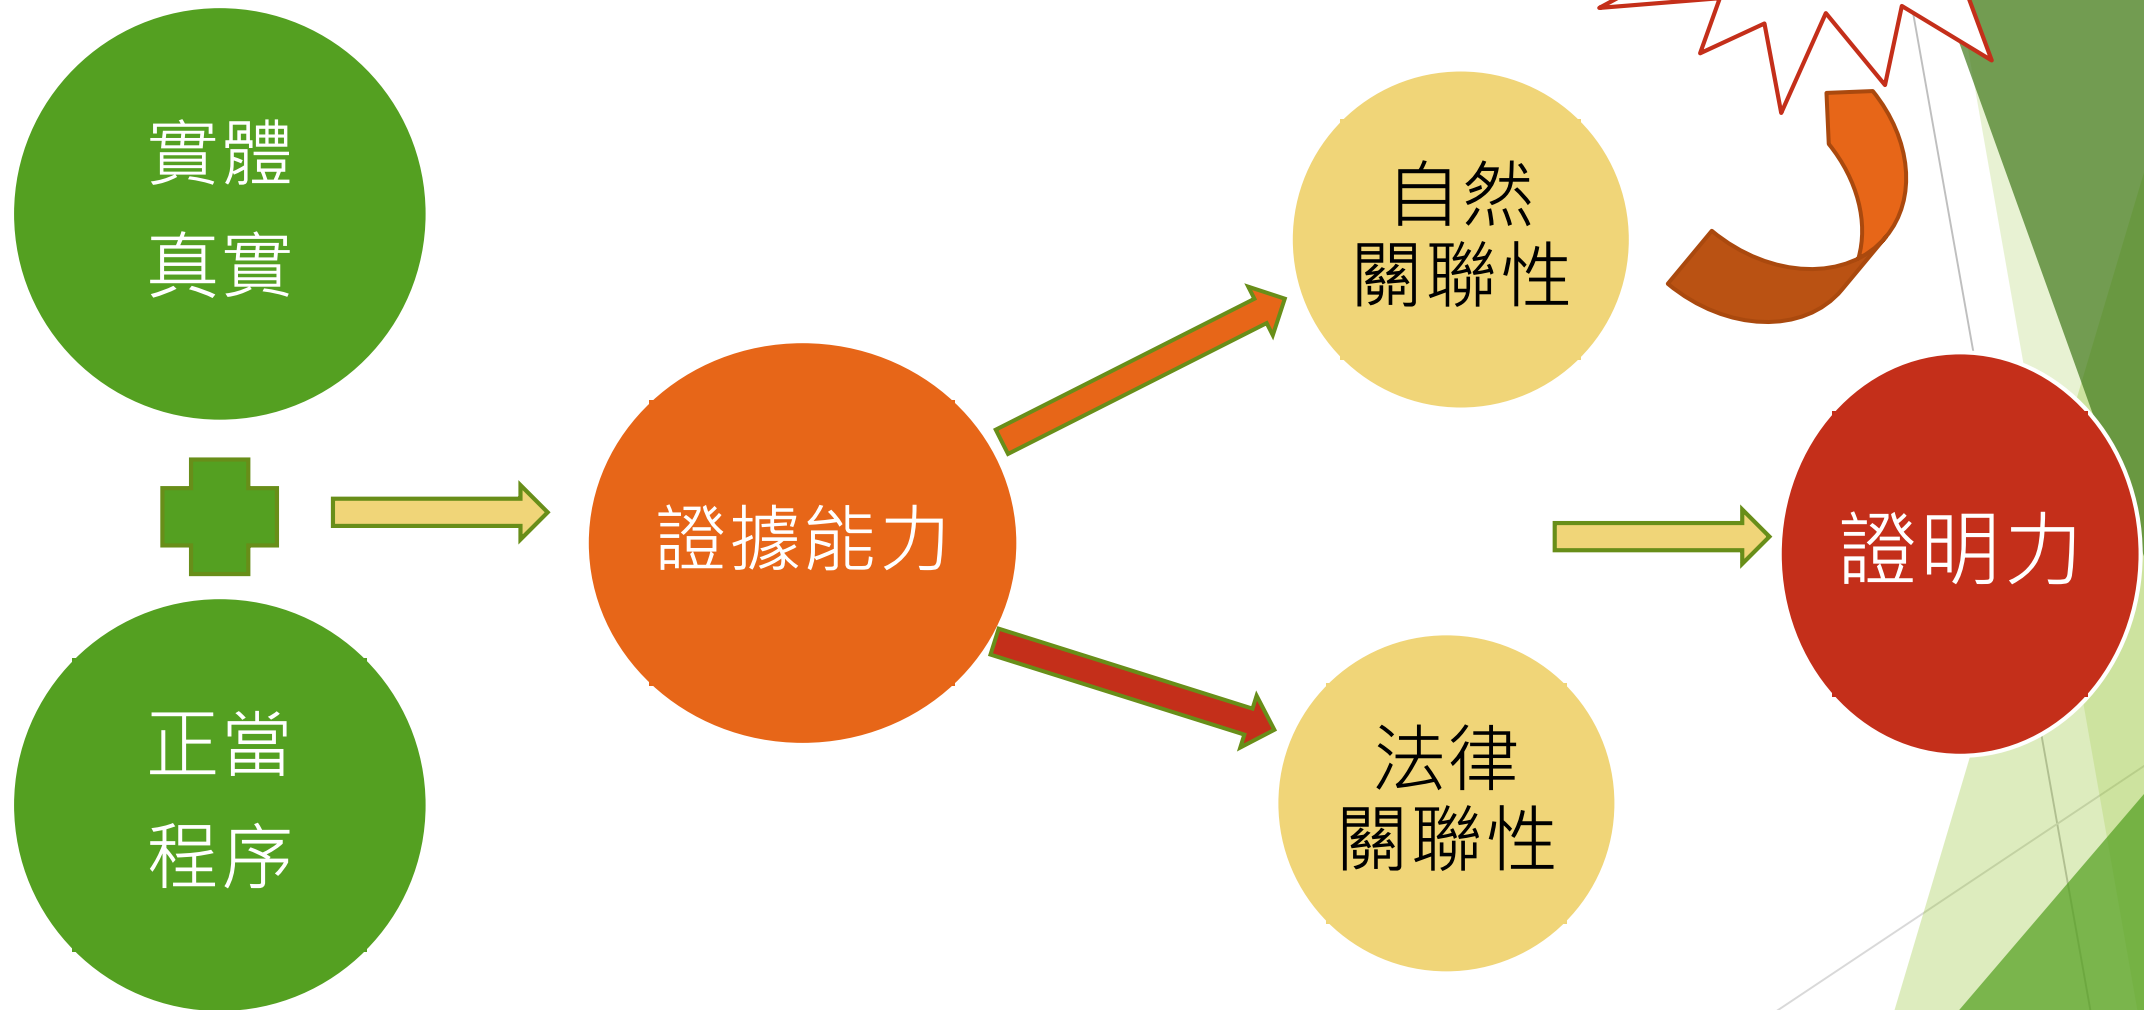 實體
真實
正當
程序
證據能力
自然
關聯性
法律
關聯性
證明力